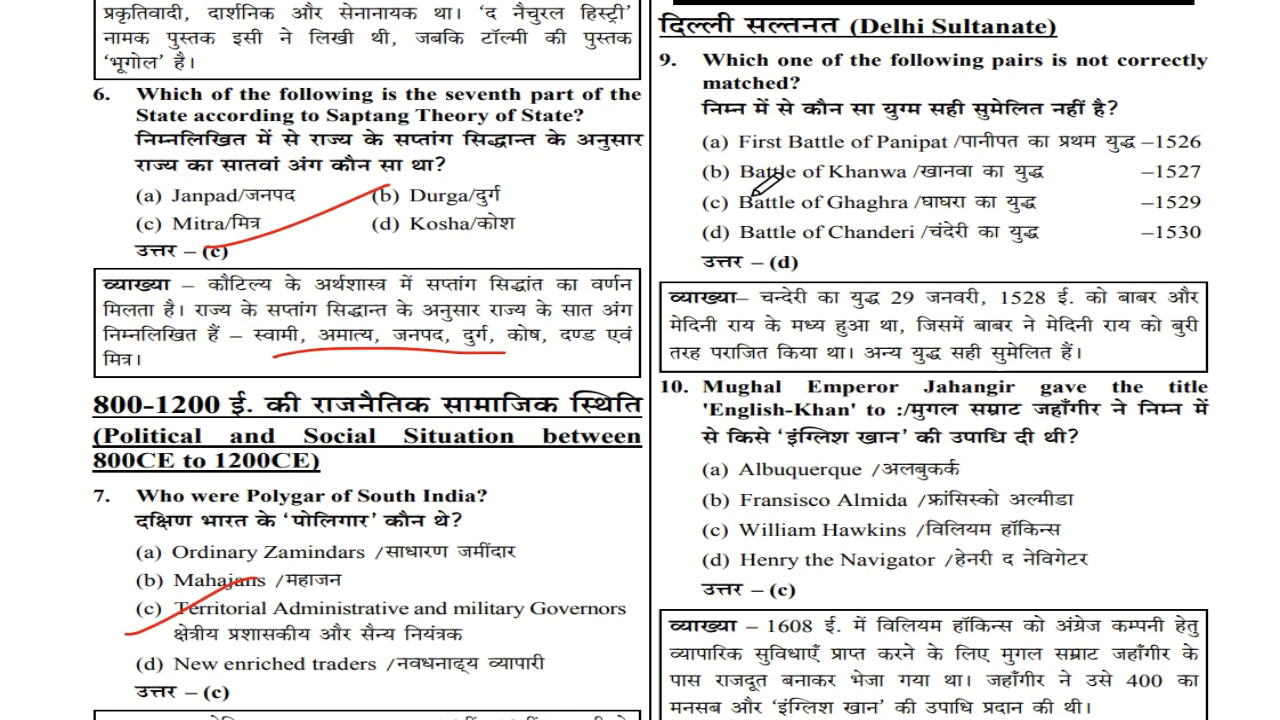 प्रकृतिवादी, दार्शनिक और सेनानायक था। 'द नैचुरल हिस्ट्री'
नामक पुस्तक इसी ने लिखी थी, जबकि टॉल्मी की पुस्तक
'भूगोल' है।
6. Which of the following is the seventh part of the
State according to Saptang Theory of State?
निम्नलिखित में से राज्य के सप्तांग सिद्धान्त के अनुसार
राज्य का सातवां अंग कौन सा था?
(a) Janpad/जनपद (b) Durga/दुर्ग
(c) Mitra/मित्र (d) Kosha/कोश
उत्तर – (c)
व्याख्या – कौटिल्य के अर्थशास्त्र में सप्तांग सिद्धांत का वर्णन
मिलता है। राज्य के सप्तांग सिद्धान्त के अनुसार राज्य के सात अंग
निम्नलिखित हैं – स्वामी, अमात्य, जनपद, दुर्ग, कोष, दण्ड एवं
मित्र।
800-1200 ई. की राजनैतिक सामाजिक स्थिति
(Political and Social Situation between
800CE to 1200CE)
7. Who were Polygar of South India?
दक्षिण भारत के 'पोलिगार' कौन थे?
(a) Ordinary Zamindars /साधारण जमींदार
(b) Mahajans /महाजन
(c) Territorial Administrative and military Governors
क्षेत्रीय प्रशासकीय और सैन्य नियंत्रक
(d) New enriched traders /नवधनाढ्य व्यापारी
उत्तर – (c)
दिल्ली सल्तनत (Delhi Sultanate)
9. Which one of the following pairs is not correctly
matched?
निम्न में से कौन सा युग्म सही सुमेलित नहीं है?
(a) First Battle of Panipat /पानीपत का प्रथम युद्ध –1526
(b) Battle of Khanwa /खानवा का युद्ध –1527
(c) Battle of Ghaghra /घाघरा का युद्ध –1529
(d) Battle of Chanderi /चंदेरी का युद्ध –1530
उत्तर – (d)
व्याख्या– चन्देरी का युद्ध 29 जनवरी, 1528 ई. को बाबर और
मेदिनी राय के मध्य हुआ था, जिसमें बाबर ने मेदिनी राय को बुरी
तरह पराजित किया था। अन्य युद्ध सही सुमेलित हैं।
10. Mughal Emperor Jahangir gave the title
'English-Khan' to :/मुगल सम्राट जहाँगीर ने निम्न में
से किसे 'इंग्लिश खान' की उपाधि दी थी?
(a) Albuquerque /अलबुकर्क
(b) Fransisco Almida /फ्रांसिस्को अल्मीडा
(c) William Hawkins /विलियम हॉकिन्स
(d) Henry the Navigator /हेनरी द नेविगेटर
उत्तर – (c)
व्याख्या – 1608 ई. में विलियम हॉकिन्स को अंग्रेज कम्पनी हेतु
व्यापारिक सुविधाएँ प्राप्त करने के लिए मुगल सम्राट जहाँगीर के
पास राजदूत बनाकर भेजा गया था। जहाँगीर ने उसे 400 का
मनसब और 'इंग्लिश खान' की उपाधि प्रदान की थी।